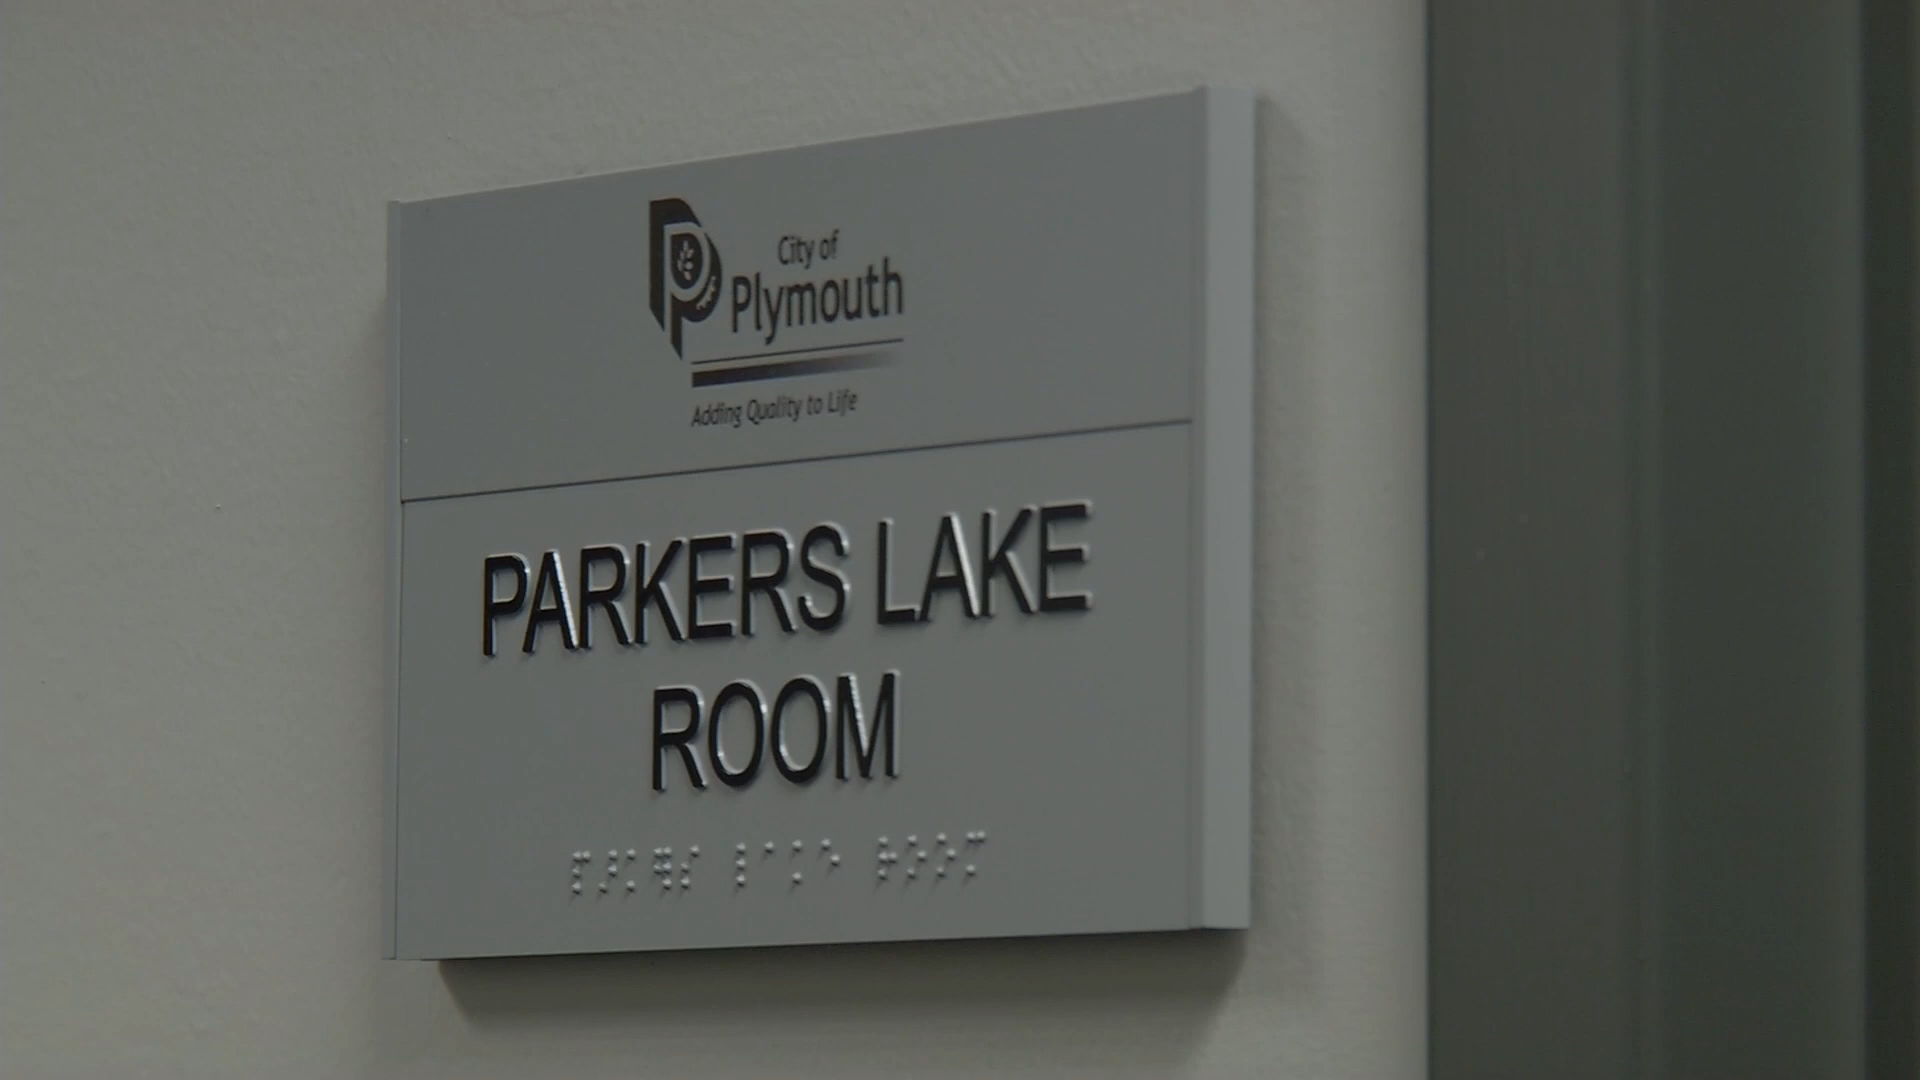 City of
Plymouth
Adding Quality to Life
PARKERS LAKE
ROOM